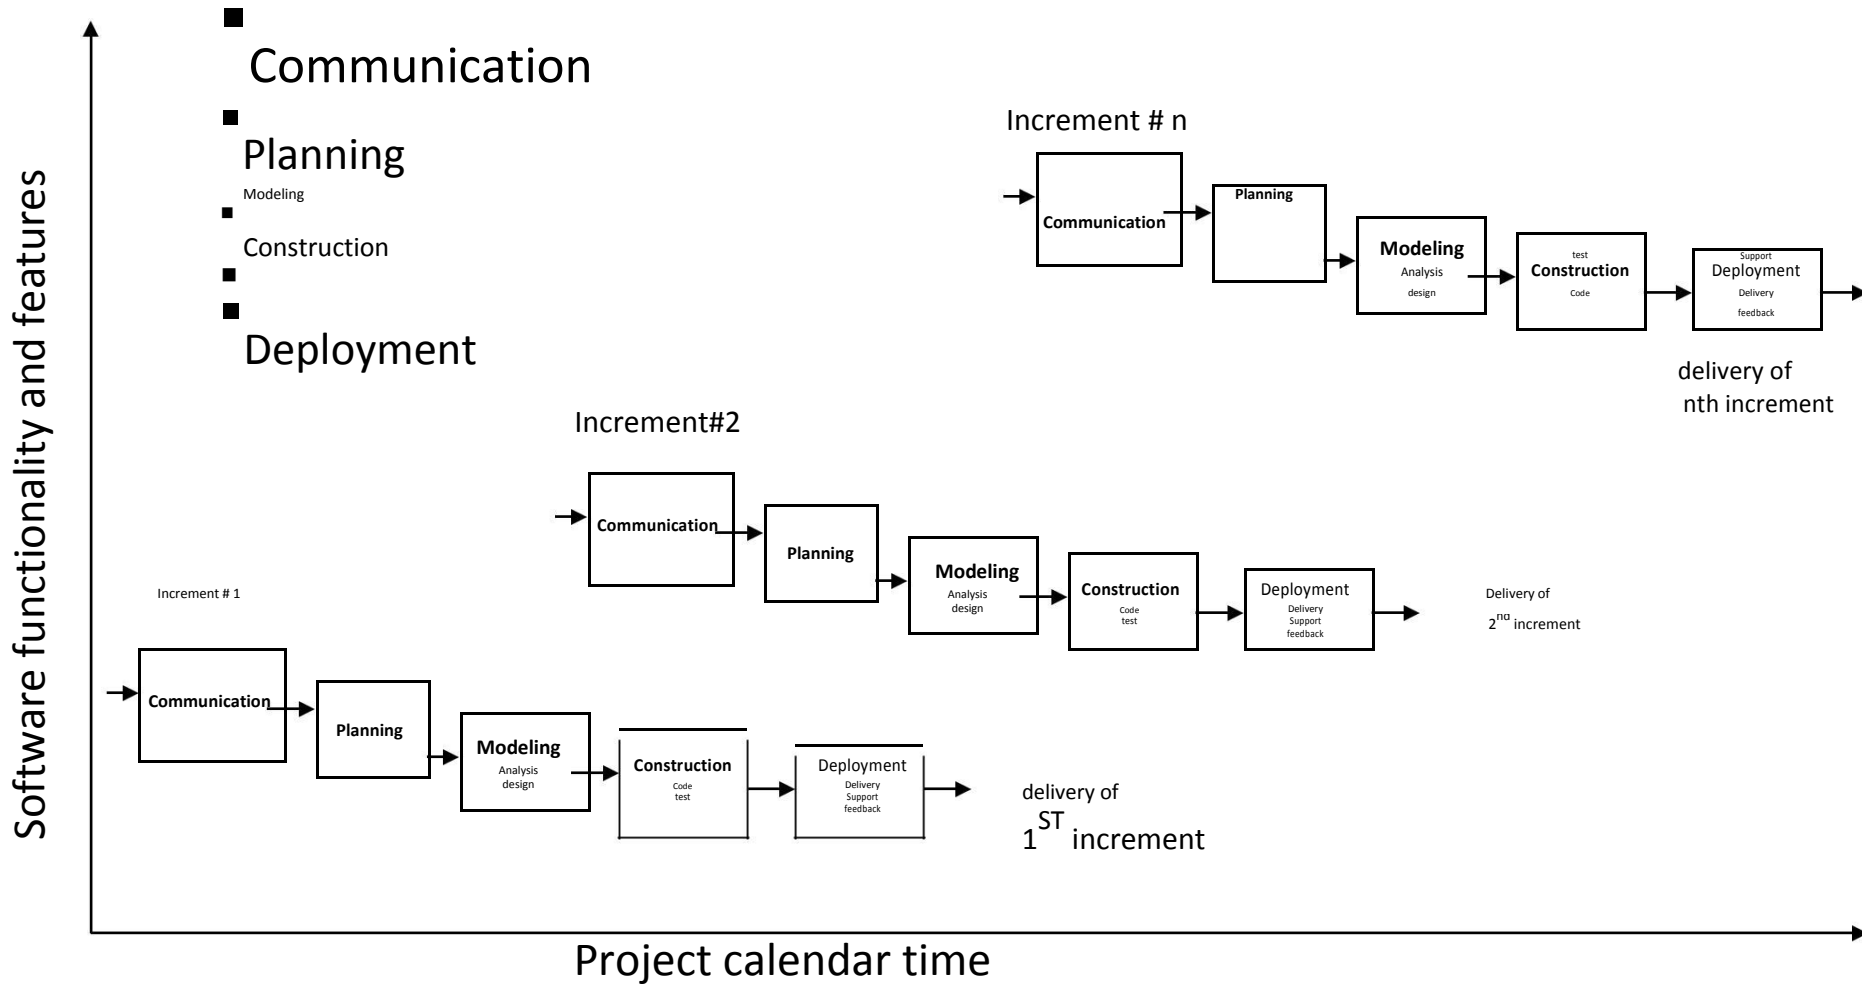 Communication
Planning
Modeling
Construction
Deployment
Software functionality and features
Increment # n
Communication
Planning
Modeling
Analysis
design
test
Construction
Code
Support
Deployment
Delivery
feedback
delivery of
nth increment
Increment#2
Communication
Planning
Modeling
Analysis
design
Construction
Code
test
Deployment
Delivery
Support
feedback
Delivery of
2nd increment
Increment # 1
Communication
Planning
Modeling
Analysis
design
Construction
Code
test
Deployment
Delivery
Support
feedback
delivery of
1ST increment
Project calendar time